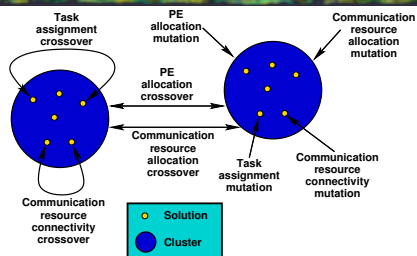 Task
assignment
crossover
PE
allocation
mutation
Communication
resource
allocation
mutation
PE
allocation
crossover
Communication
resource
allocation
crossover
Task
assignment
mutation
Communication
resource
connectivity
mutation
Communication
resource
connectivity
crossover
Solution
Cluster